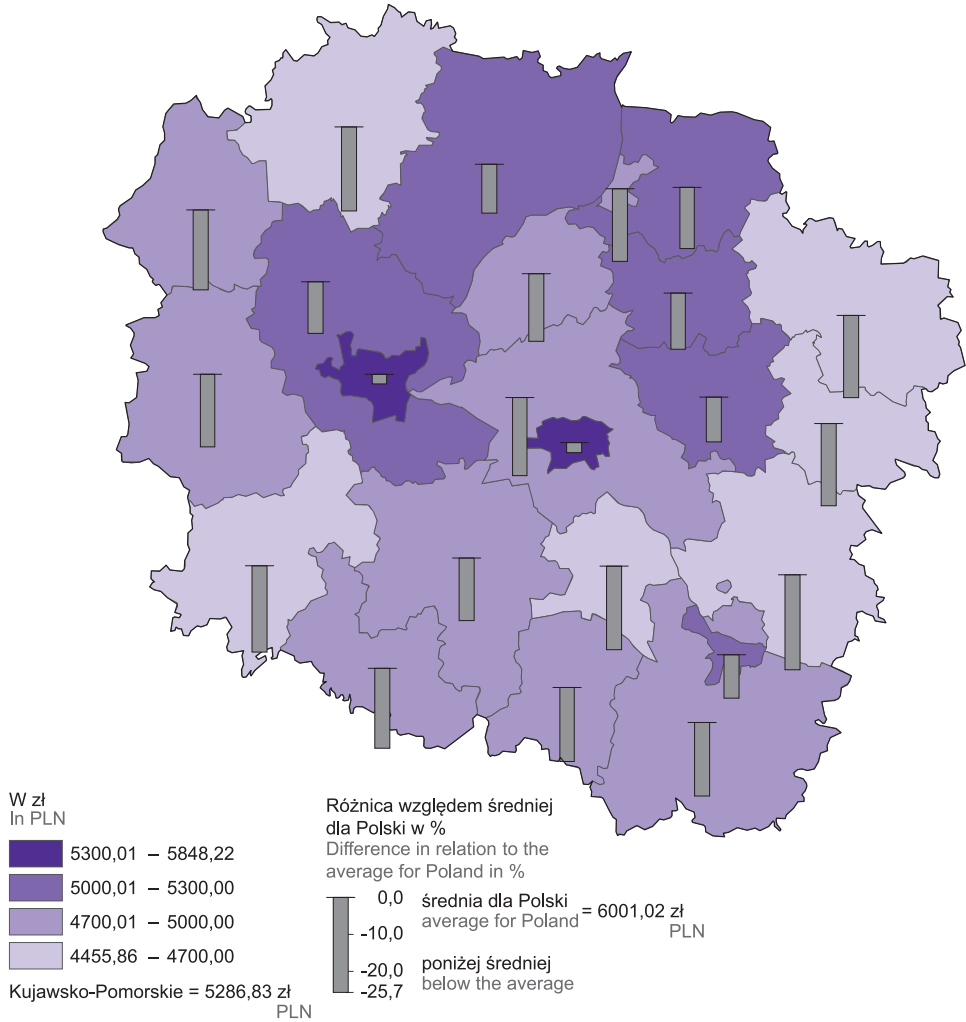 W zł
In PLN
5300,01 – 5848,22
5000,01 – 5300,00
4700,01 – 5000,00
4455,86 – 4700,00
Kujawsko-Pomorskie = 5286,83 zł
PLN
Różnica względem średniej
dla Polski w %
Difference in relation to the
average for Poland in %
0,0
-10,0
-20,0
-25,7
średnia dla Polski
average for Poland = 6001,02 zł
PLN
poniżej średniej
below the average